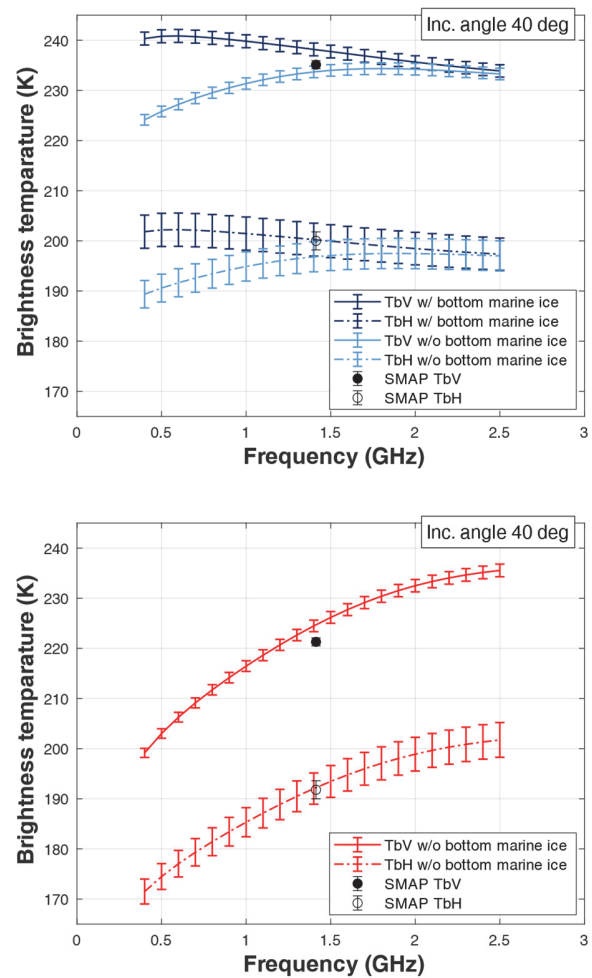 Inc. angle 40 deg
240
230
220
210
200
190
180
170
Brightness temparature (K)
TbV w/ bottom marine ice
TbH w/ bottom marine ice
TbV w/o bottom marine ice
TbH w/o bottom marine ice
SMAP TbV
SMAP TbH
0 0.5 1 1.5 2 2.5 3
Frequency (GHz)
Inc. angle 40 deg
240
230
220
210
200
190
180
170
Brightness temparature (K)
TbV w/o bottom marine ice
TbH w/o bottom marine ice
SMAP TbV
SMAP TbH
0 0.5 1 1.5 2 2.5 3
Frequency (GHz)